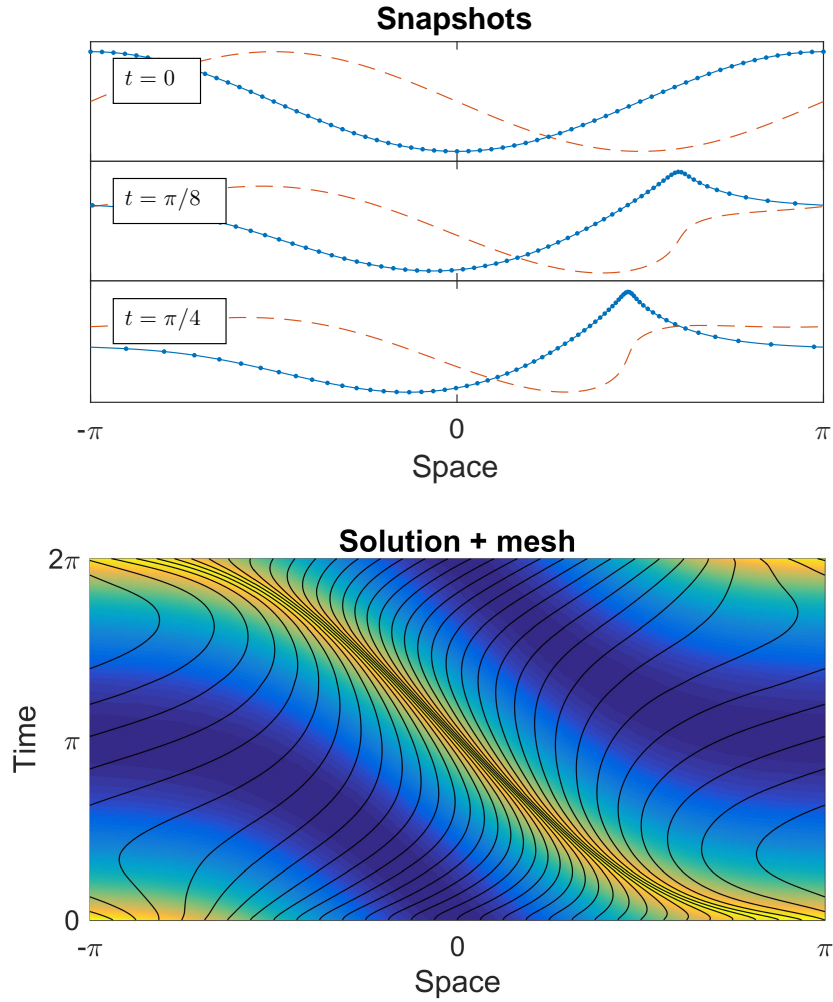 Snapshots
t = 0
t = π/8
t = π/4
-π 0 π
Space
Solution + mesh
2π
π
0
Time
-π 0 π
Space